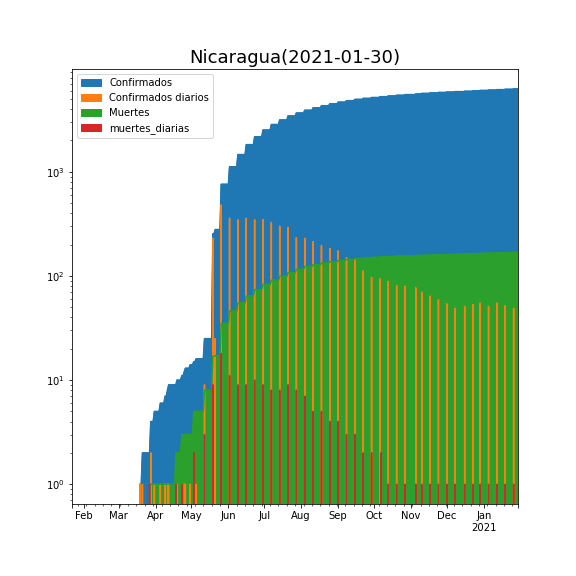 Nicaragua(2021-01-30)
Confirmados
Confirmados diarios
Muertes
muertes_diarias
10³
10²
10¹
10⁰
Feb Mar Apr May Jun Jul Aug Sep Oct Nov Dec Jan
2021